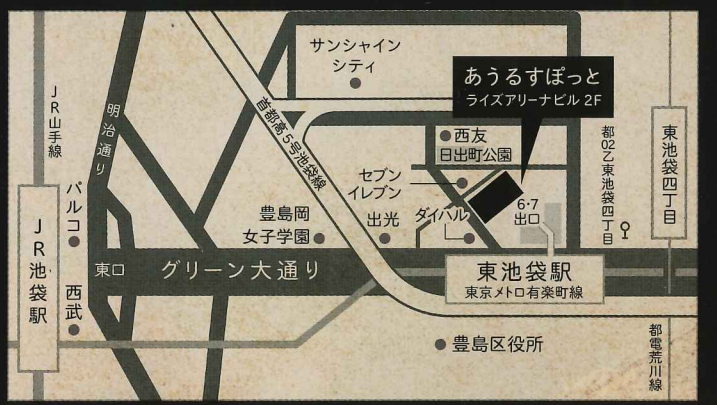 サンシャイン
シティ
あうるすぽっと
ライズアリーナビル 2F
JR山手線
明治通り
首都高5号池袋線
西友
日出町公園
都02乙東池袋四丁目
東池袋四丁目
セブン
イレブン
パルコ
豊島岡
女子学園
出光
ダイハル
6・7
出口
JR池袋駅
東口
グリーン大通り
東池袋駅
東京メトロ有楽町線
西武
豊島区役所
都電荒川線